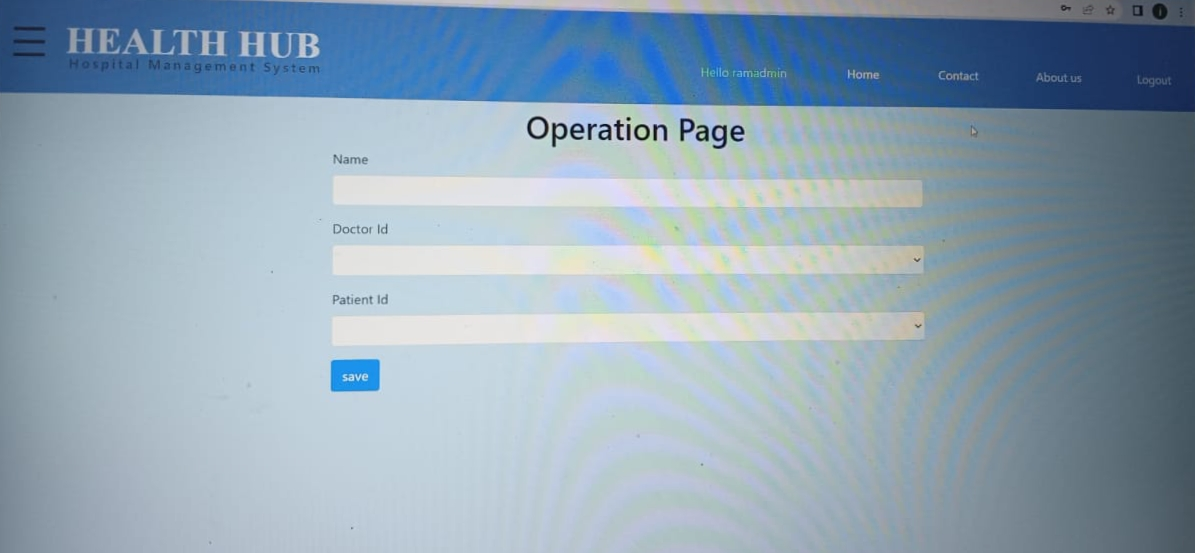 HEALTH HUB
Hospital Management System
Hello ramadmin
Home
Contact
About us
Logout
Operation Page
Name
Doctor Id
Patient Id
save